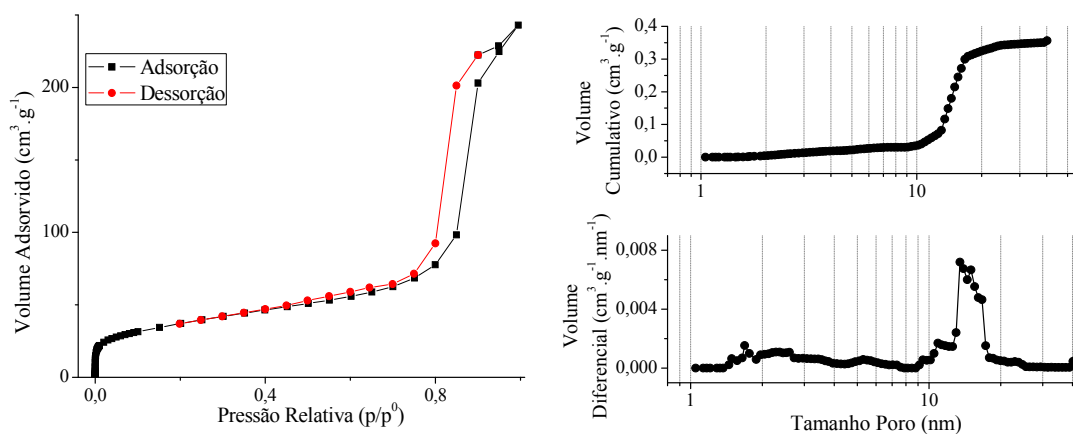 Volume Adsorvido (cm³.g⁻¹)
200
100
0
Adsorção
Dessorção
0,0
0,4
0,8
Pressão Relativa (p/p⁰)
Volume
Cumulativo (cm³.g⁻¹)
0,4
0,3
0,2
0,1
0,0
1
10
Volume
Diferencial (cm³.g⁻¹.nm⁻¹)
0,008
0,004
0,000
1
10
Tamanho Poro (nm)